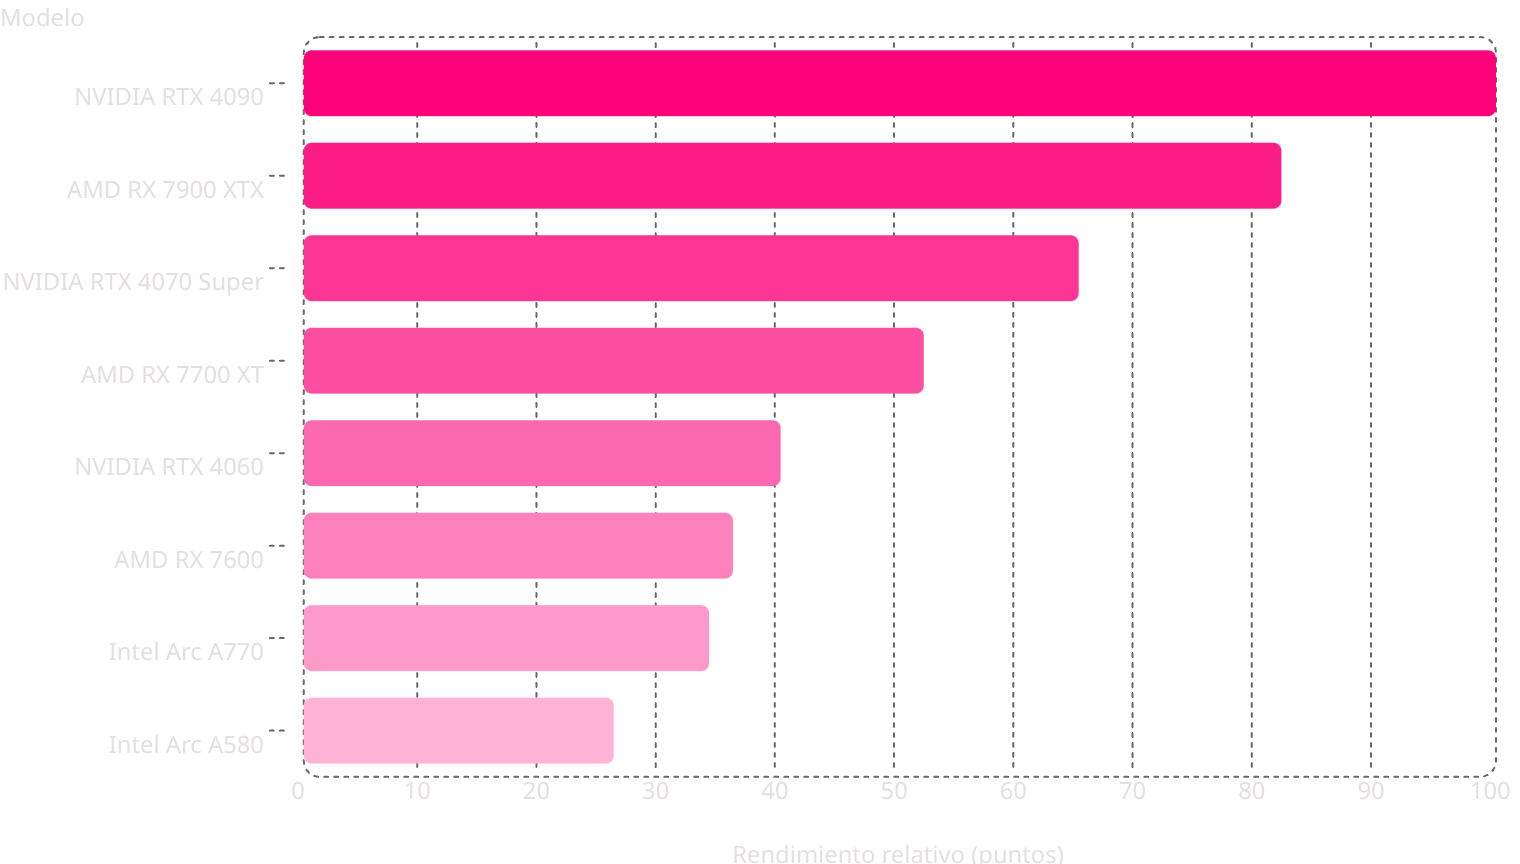 Modelo
NVIDIA RTX 4090
AMD RX 7900 XTX
NVIDIA RTX 4070 Super
AMD RX 7700 XT
NVIDIA RTX 4060
AMD RX 7600
Intel Arc A770
Intel Arc A580
0 10 20 30 40 50 60 70 80 90 100
Rendimiento relativo (puntos)